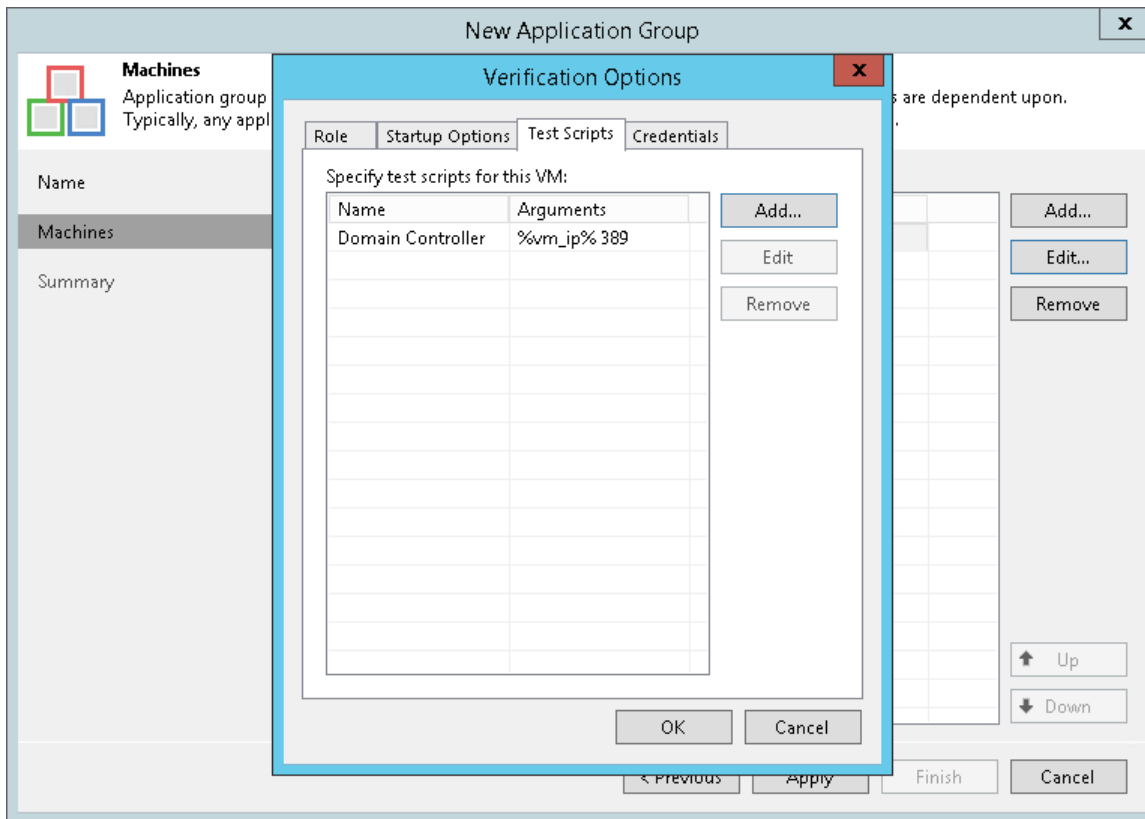 New Application Group
x
Machines
Application group
s are dependent upon.
Typically, any appl
.
Name
Machines
Summary
Verification Options
x
Role
Startup Options
Test Scripts
Credentials
Specify test scripts for this VM:
Name
Arguments
Domain Controller
%vm_ip% 389
Add...
Edit
Remove
Add...
Edit...
Remove
Up
Down
OK
Cancel
< Previous
Apply
Finish
Cancel